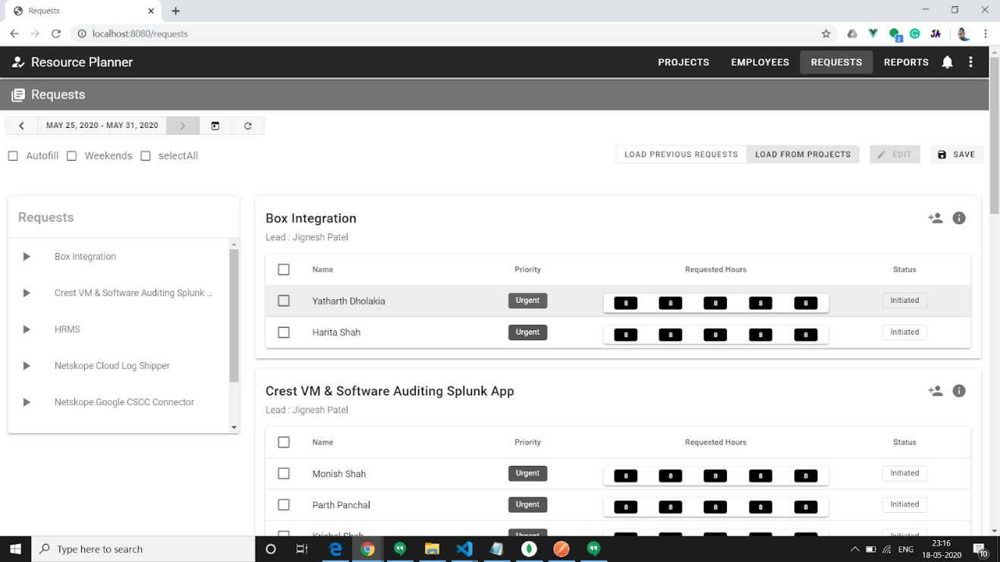 Requests
localhost:8080/requests
2
JA
Resource Planner
PROJECTS EMPLOYEES REQUESTS REPORTS
Requests
MAY 25, 2020 - MAY 31, 2020
Autofill Weekends selectAll
LOAD PREVIOUS REQUESTS LOAD FROM PROJECTS EDIT SAVE
Requests
Box Integration
Crest VM & Software Auditing Splunk ...
HRMS
Netskope Cloud Log Shipper
Netskope Google CSCC Connector
Box Integration
Lead : Jignesh Patel
Name Priority Requested Hours Status
Yatharth Dholakia Urgent 8 8 8 8 8 Initiated
Harita Shah Urgent 8 8 8 8 8 Initiated
Crest VM & Software Auditing Splunk App
Lead : Jignesh Patel
Name Priority Requested Hours Status
Monish Shah Urgent 8 8 8 8 8 Initiated
Parth Panchal Urgent 8 8 8 8 8 Initiated
Type here to search
ENG
23:16
18-05-2020
10